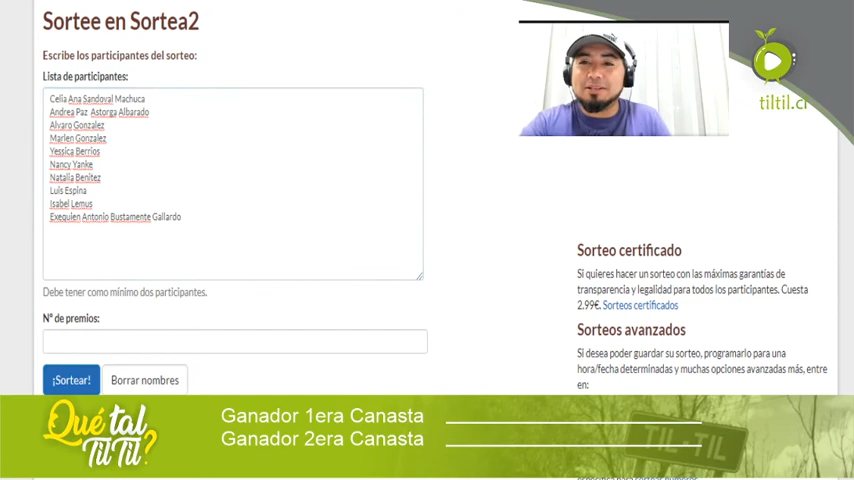 Sortee en Sortea2
Escribe los participantes del sorteo:
Lista de participantes:
Celia Ana Sandoval Machuca
Andrea Paz Astorga Albarado
Alvaro Gonzalez
Marlen Gonzalez
Yessica Berrios
Nancy Yanke
Natalia Benitez
Luis Espina
Isabel Lemus
Exequien Antonio Bustamente Gallardo
Debe tener como mínimo dos participantes.
Nº de premios:
¡Sortear!
Borrar nombres
tiltil.cl
Sorteo certificado
Si quieres hacer un sorteo con las máximas garantías de
transparencia y legalidad para todos los participantes. Cuesta
2.99€. Sorteos certificados
Sorteos avanzados
Si desea poder guardar su sorteo, programarlo para una
hora/fecha determinadas y muchas opciones avanzadas más, entre
en:
Qué tal
Til Til?
Ganador 1era Canasta
Ganador 2era Canasta
TIL-TIL